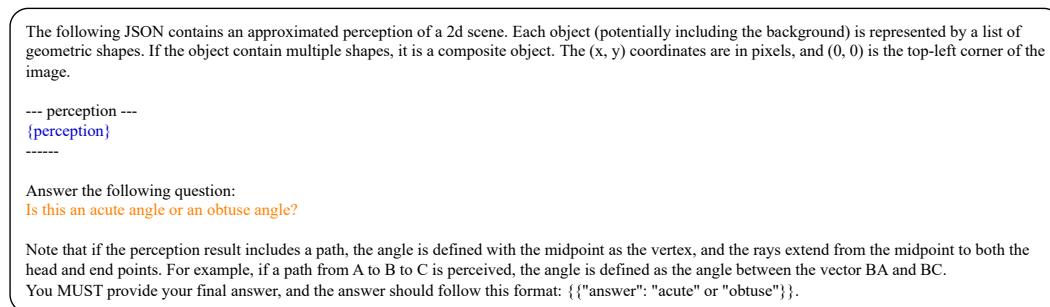 The following JSON contains an approximated perception of a 2d scene. Each object (potentially including the background) is represented by a list of
geometric shapes. If the object contain multiple shapes, it is a composite object. The (x, y) coordinates are in pixels, and (0, 0) is the top-left corner of the
image.
--- perception ---
{perception}
------
Answer the following question:
Is this an acute angle or an obtuse angle?
Note that if the perception result includes a path, the angle is defined with the midpoint as the vertex, and the rays extend from the midpoint to both the
head and end points. For example, if a path from A to B to C is perceived, the angle is defined as the angle between the vector BA and BC.
You MUST provide your final answer, and the answer should follow this format: {{"answer": "acute" or "obtuse"}}.